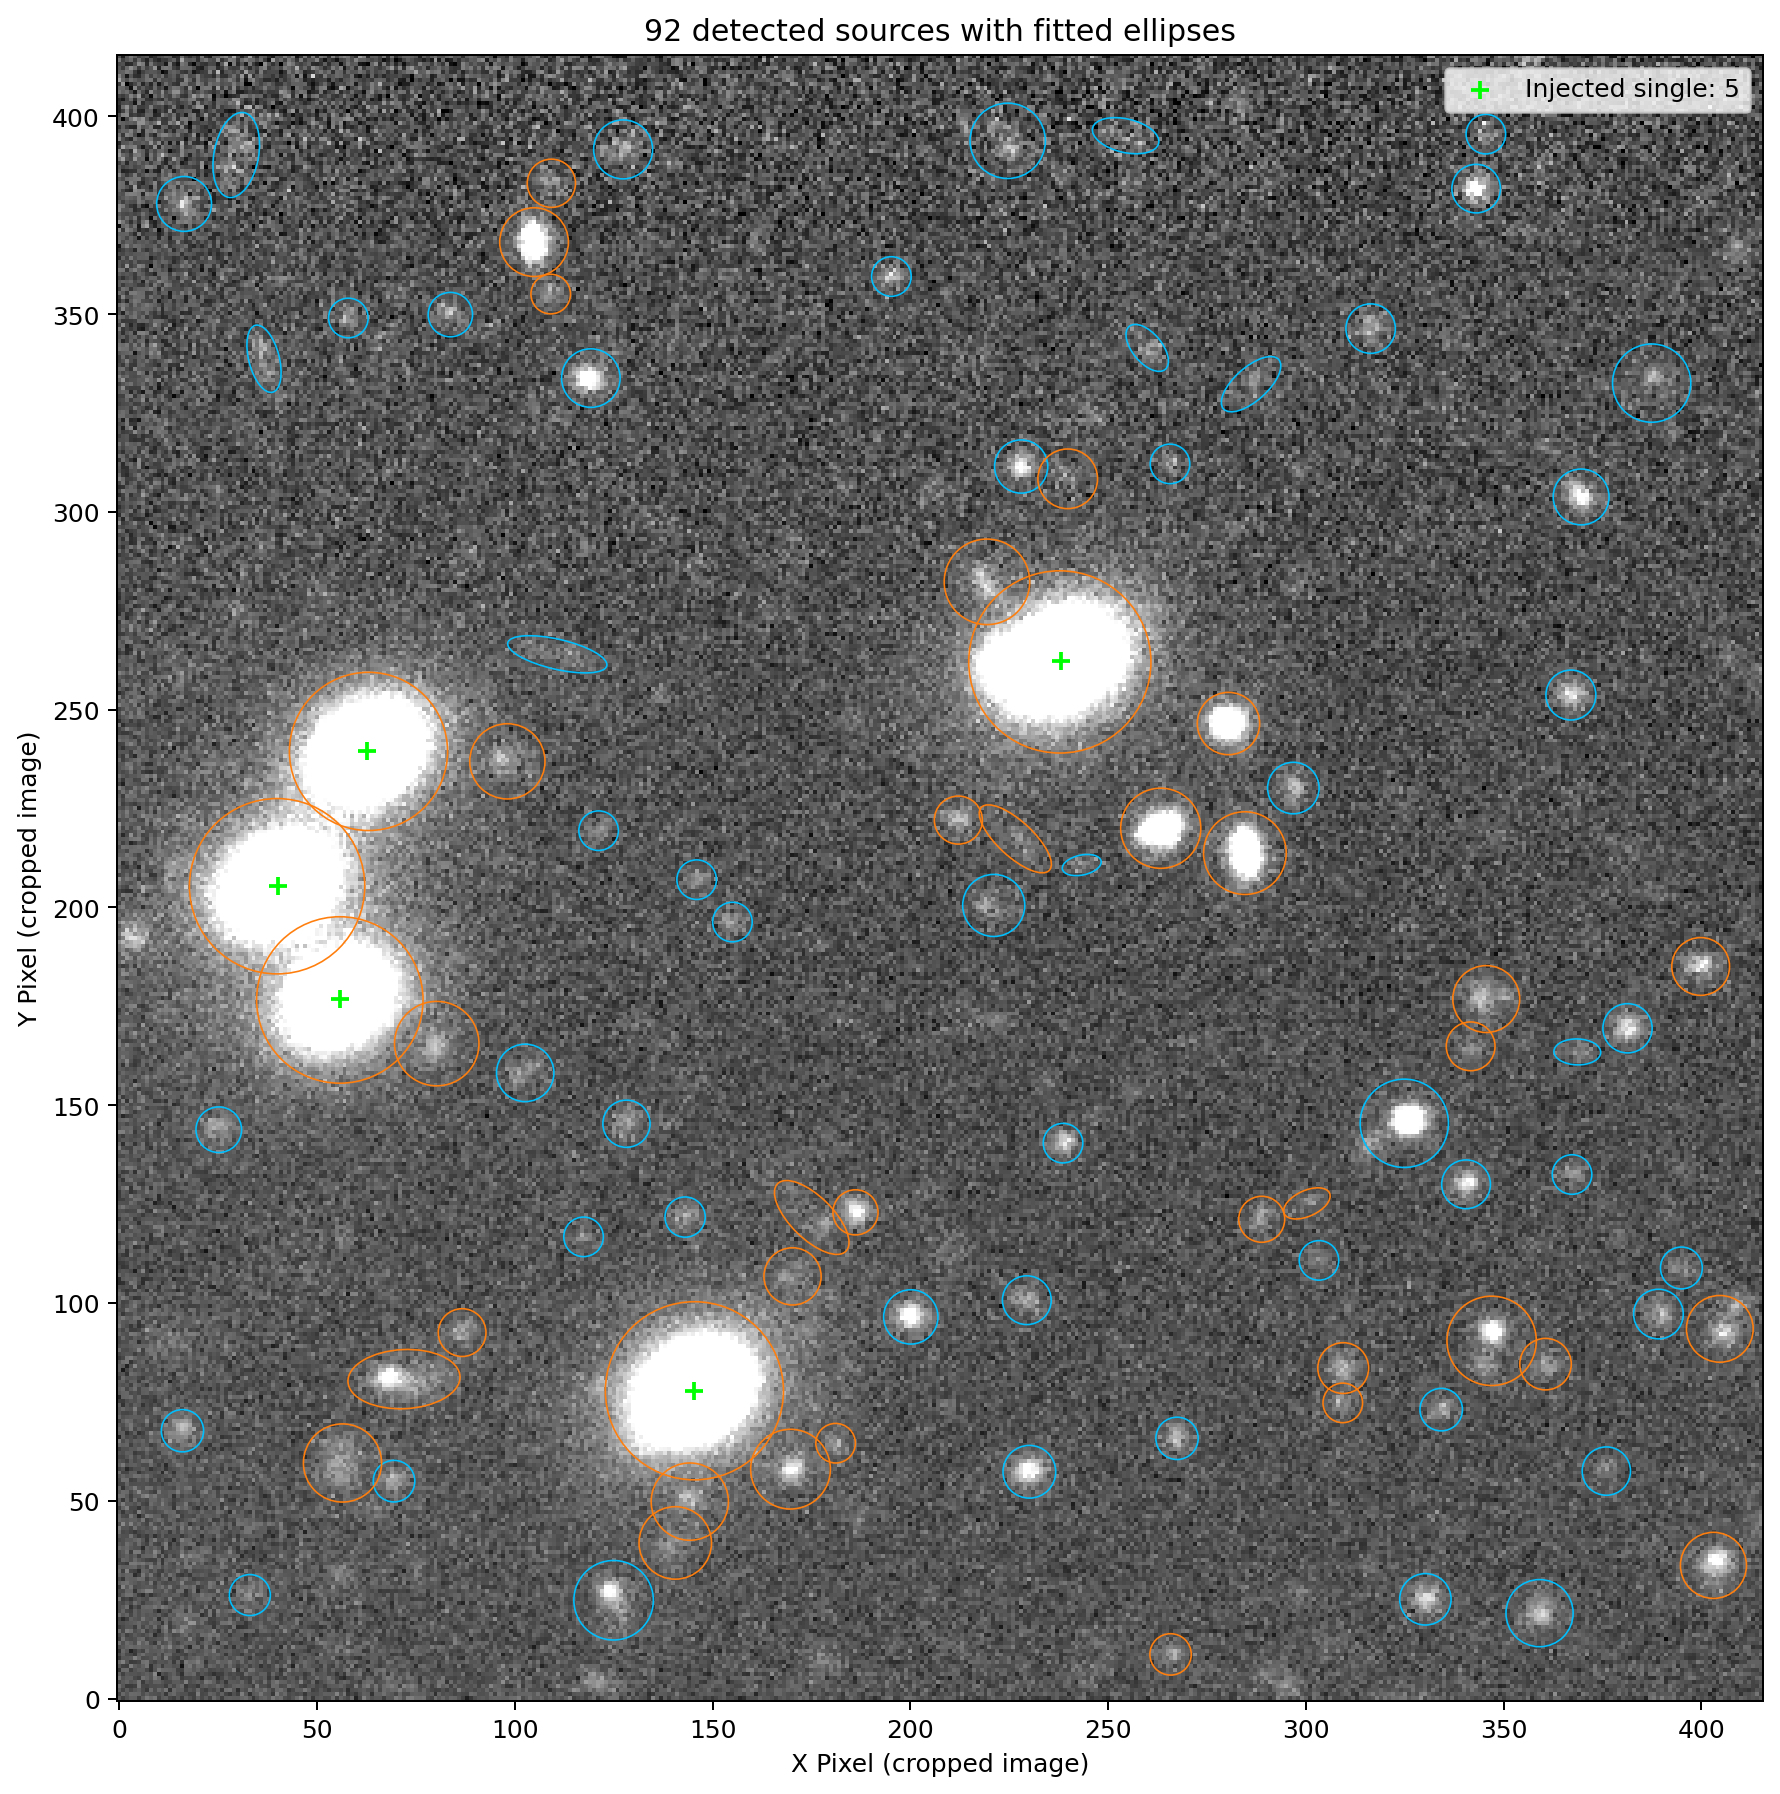 92 detected sources with fitted ellipses
Injected single: 5
400
350
300
250
200
150
100
50
0
Y Pixel (cropped image)
0 50 100 150 200 250 300 350 400
X Pixel (cropped image)